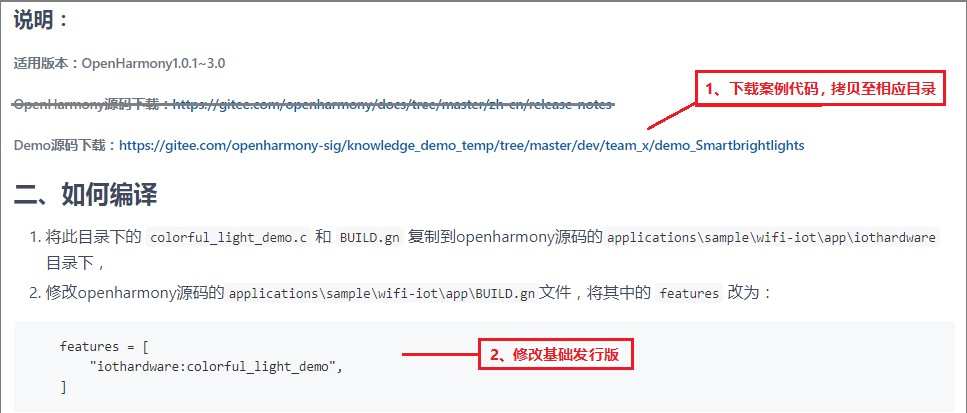 说明：
适用版本：OpenHarmony1.0.1~3.0
OpenHarmony源码下载：https://gitee.com/openharmony/docs/tree/master/zh-cn/release-notes
1、下载案例代码，拷贝至相应目录
Demo源码下载：https://gitee.com/openharmony-sig/knowledge_demo_temp/tree/master/dev/team_x/demo_Smartbrightlights
二、如何编译
1. 将此目录下的 colorful_light_demo.c 和 BUILD.gn 复制到openharmony源码的 applications\sample\wifi-iot\app\iothardware
目录下，
2. 修改openharmony源码的 applications\sample\wifi-iot\app\BUILD.gn 文件，将其中的 features 改为：
features = [
"iothardware:colorful_light_demo",
2、修改基础发行版
]